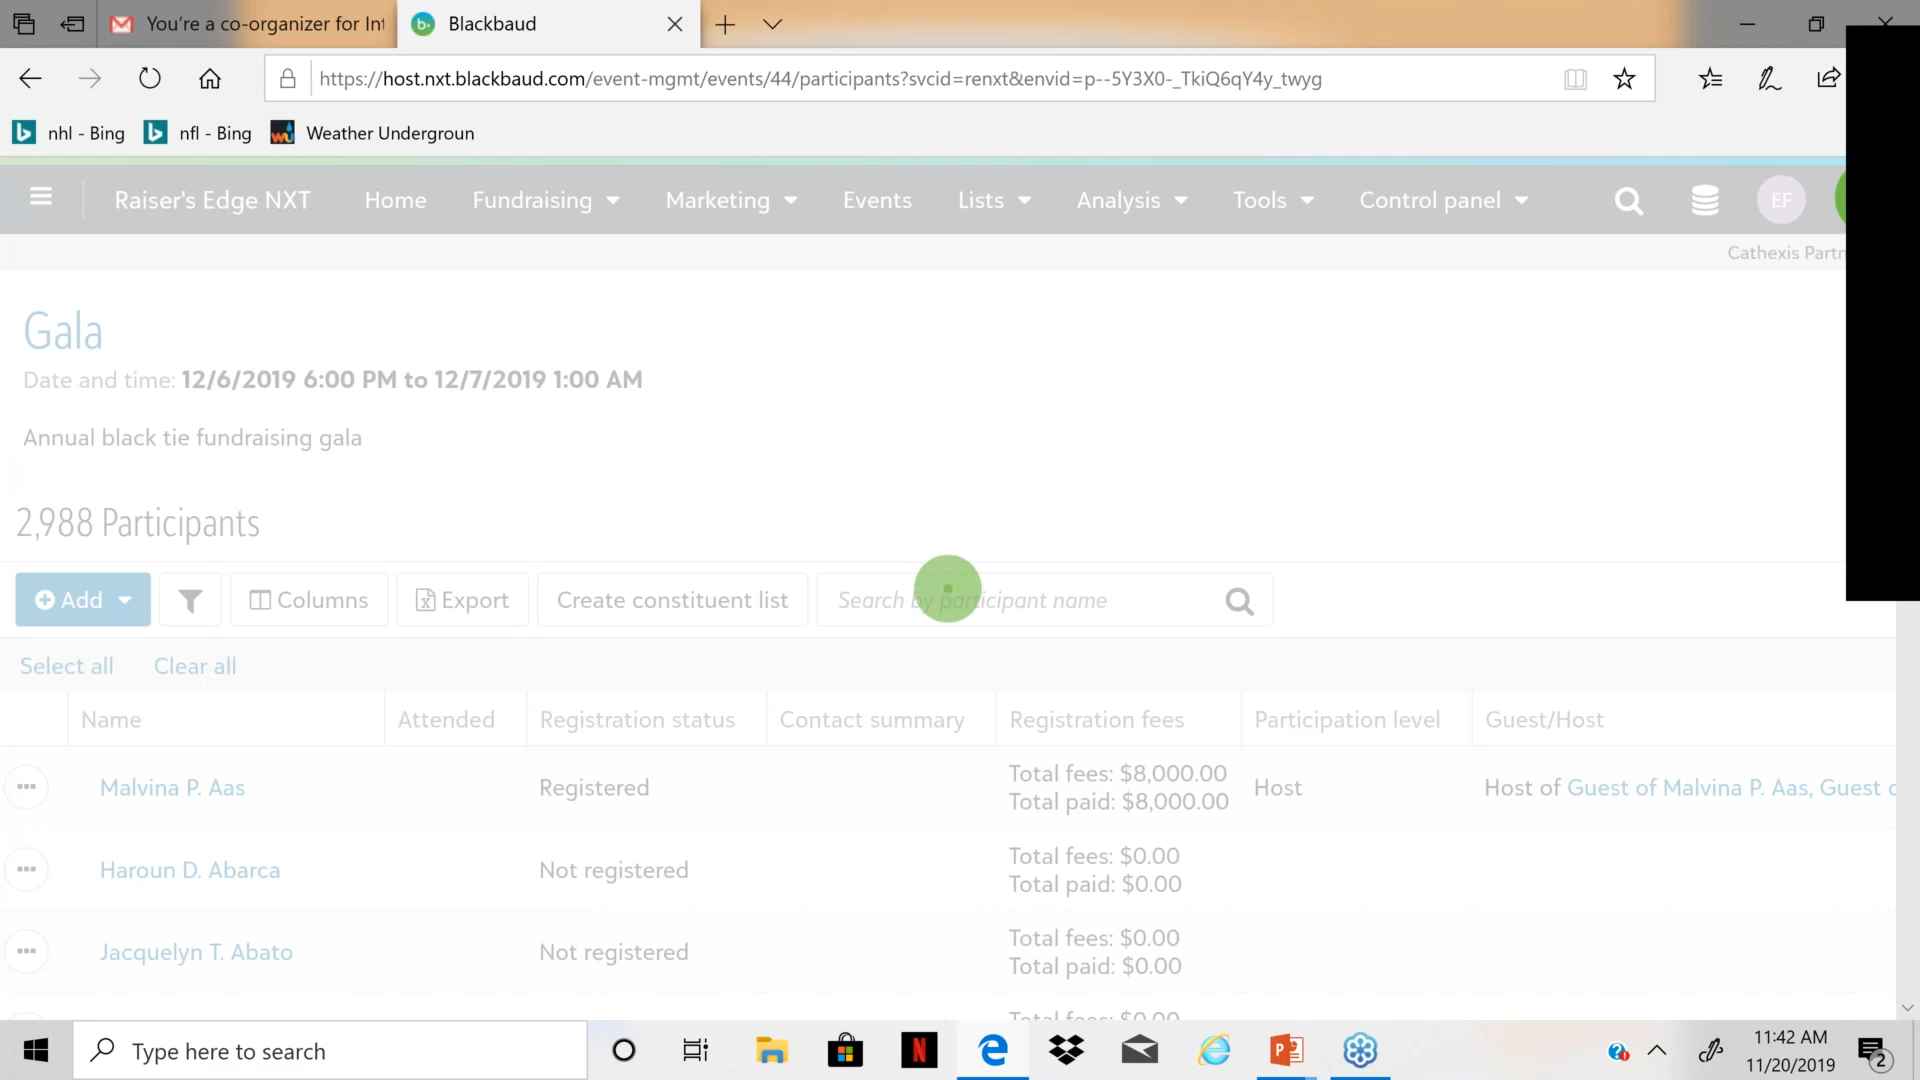 You're a co-organizer for Int
Blackbaud
https://host.nxt.blackbaud.com/event-mgmt/events/44/participants?svcid=renxt&envid=p--5Y3X0-_TkiQ6qY4y_twyg
nhl - Bing
nfl - Bing
Weather Undergroun
Raiser's Edge NXT
Home
Fundraising
Marketing
Events
Lists
Analysis
Tools
Control panel
EF
Cathexis Partn
Gala
Date and time: 12/6/2019 6:00 PM to 12/7/2019 1:00 AM
Annual black tie fundraising gala
2,988 Participants
Add
Columns
Export
Create constituent list
Search by participant name
Select all
Clear all
Name
Attended
Registration status
Contact summary
Registration fees
Participation level
Guest/Host
Malvina P. Aas
Registered
Total fees: $8,000.00
Total paid: $8,000.00
Host
Host of Guest of Malvina P. Aas, Guest
Haroun D. Abarca
Not registered
Total fees: $0.00
Total paid: $0.00
Jacquelyn T. Abato
Not registered
Total fees: $0.00
Total paid: $0.00
Total fees: $0.00
Type here to search
11:42 AM
11/20/2019
2